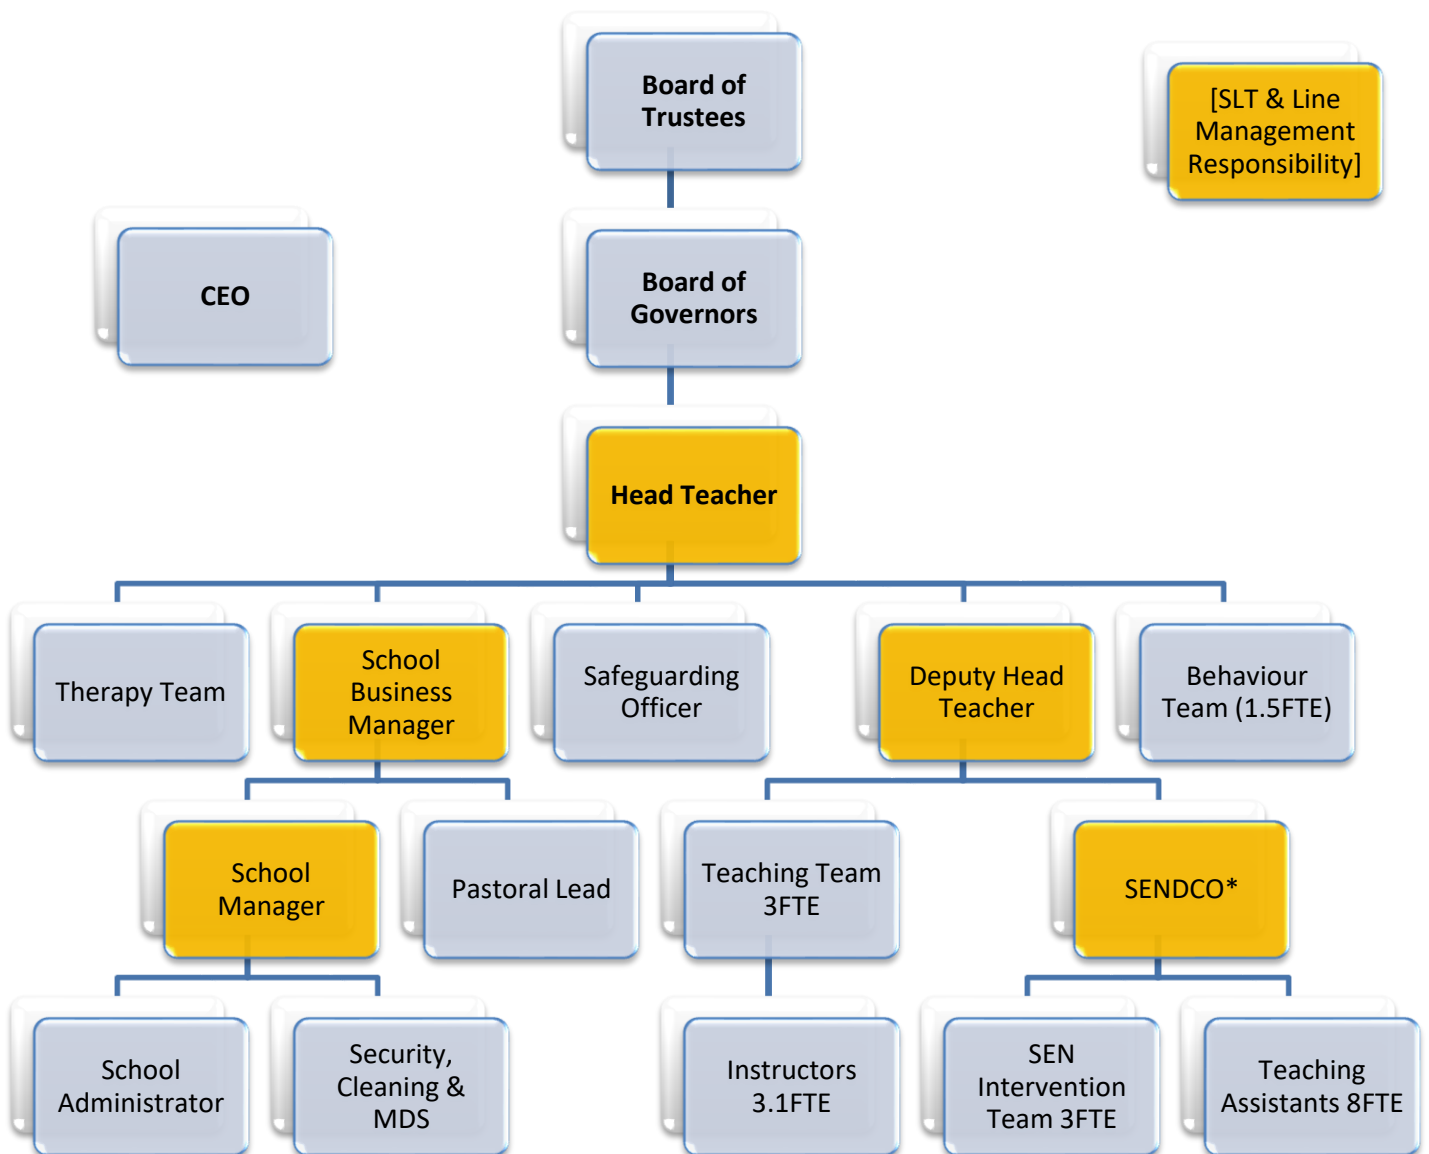 Board of
Trustees
[SLT & Line
Management
Responsibility]
CEO
Board of
Governors
Head Teacher
Therapy Team
School
Business
Manager
Safeguarding
Officer
Deputy Head
Teacher
Behaviour
Team (1.5FTE)
School
Manager
Pastoral Lead
Teaching Team
3FTE
SENDCO*
School
Administrator
Security,
Cleaning &
MDS
Instructors
3.1FTE
SEN
Intervention
Team 3FTE
Teaching
Assistants 8FTE